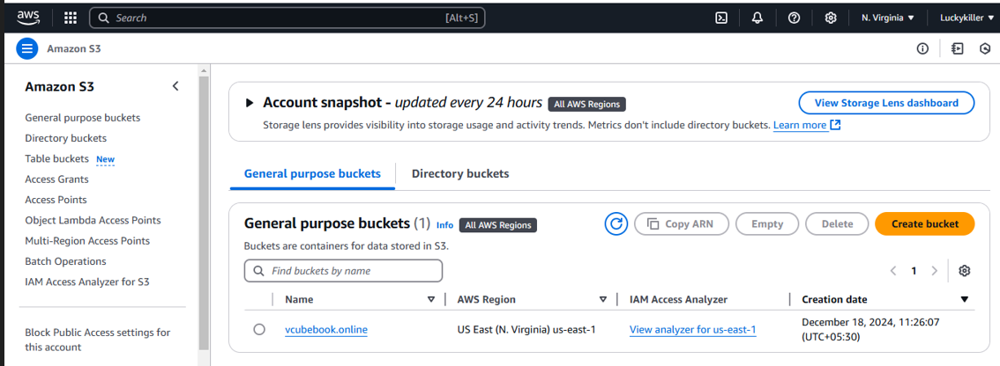 aws Search [Alt+S] N. Virginia Luckykiller
Amazon S3
Amazon S3
General purpose buckets
Directory buckets
Table buckets New
Access Grants
Access Points
Object Lambda Access Points
Multi-Region Access Points
Batch Operations
IAM Access Analyzer for S3
Block Public Access settings for
this account
Account snapshot - updated every 24 hours All AWS Regions View Storage Lens dashboard
Storage lens provides visibility into storage usage and activity trends. Metrics don't include directory buckets. Learn more
General purpose buckets Directory buckets
General purpose buckets (1) Info All AWS Regions Copy ARN Empty Delete Create bucket
Buckets are containers for data stored in S3.
Find buckets by name 1
Name AWS Region IAM Access Analyzer Creation date
vcubebook.online US East (N. Virginia) us-east-1 View analyzer for us-east-1 December 18, 2024, 11:26:07
(UTC+05:30)